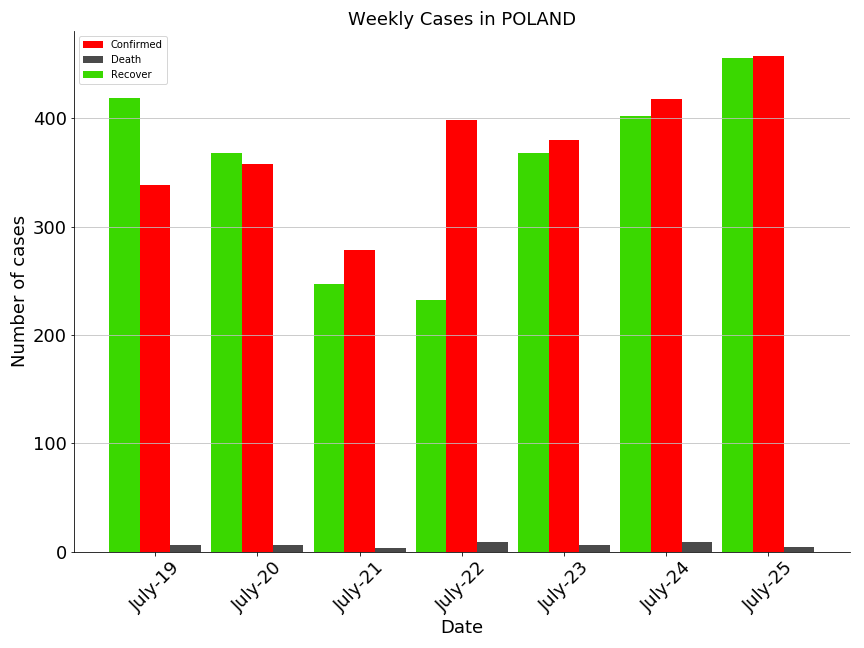 Weekly Cases in POLAND
Confirmed
Death
Recover
Number of cases
400
300
200
100
0
July-19
July-20
July-21
July-22
July-23
July-24
July-25
Date